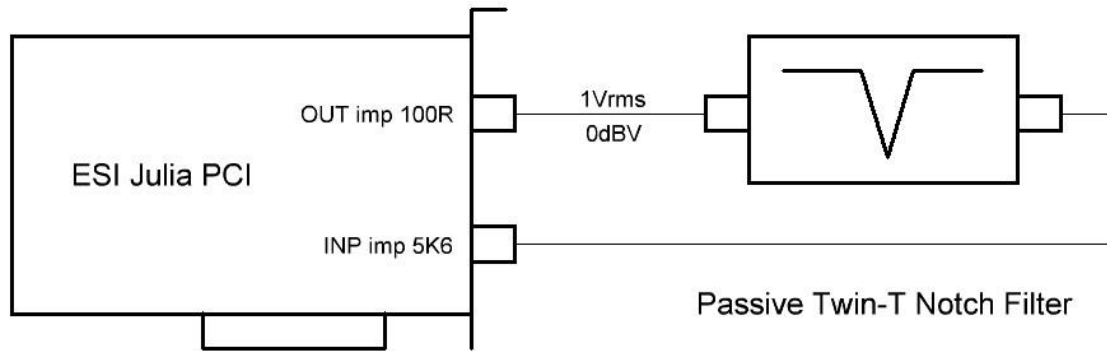 OUT imp 100R
1Vrms
0dBV
ESI Julia PCI
INP imp 5K6
Passive Twin-T Notch Filter